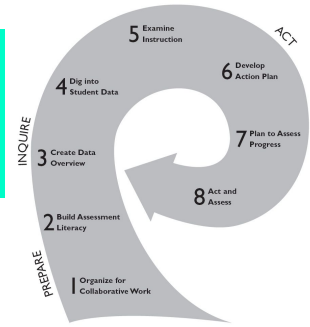 PREPARE
1 Organize for
Collaborative Work
2 Build Assessment
Literacy
INQUIRE
3 Create Data
Overview
4 Dig into
Student Data
5 Examine
Instruction
ACT
6 Develop
Action Plan
7 Plan to Assess
Progress
8 Act and
Assess